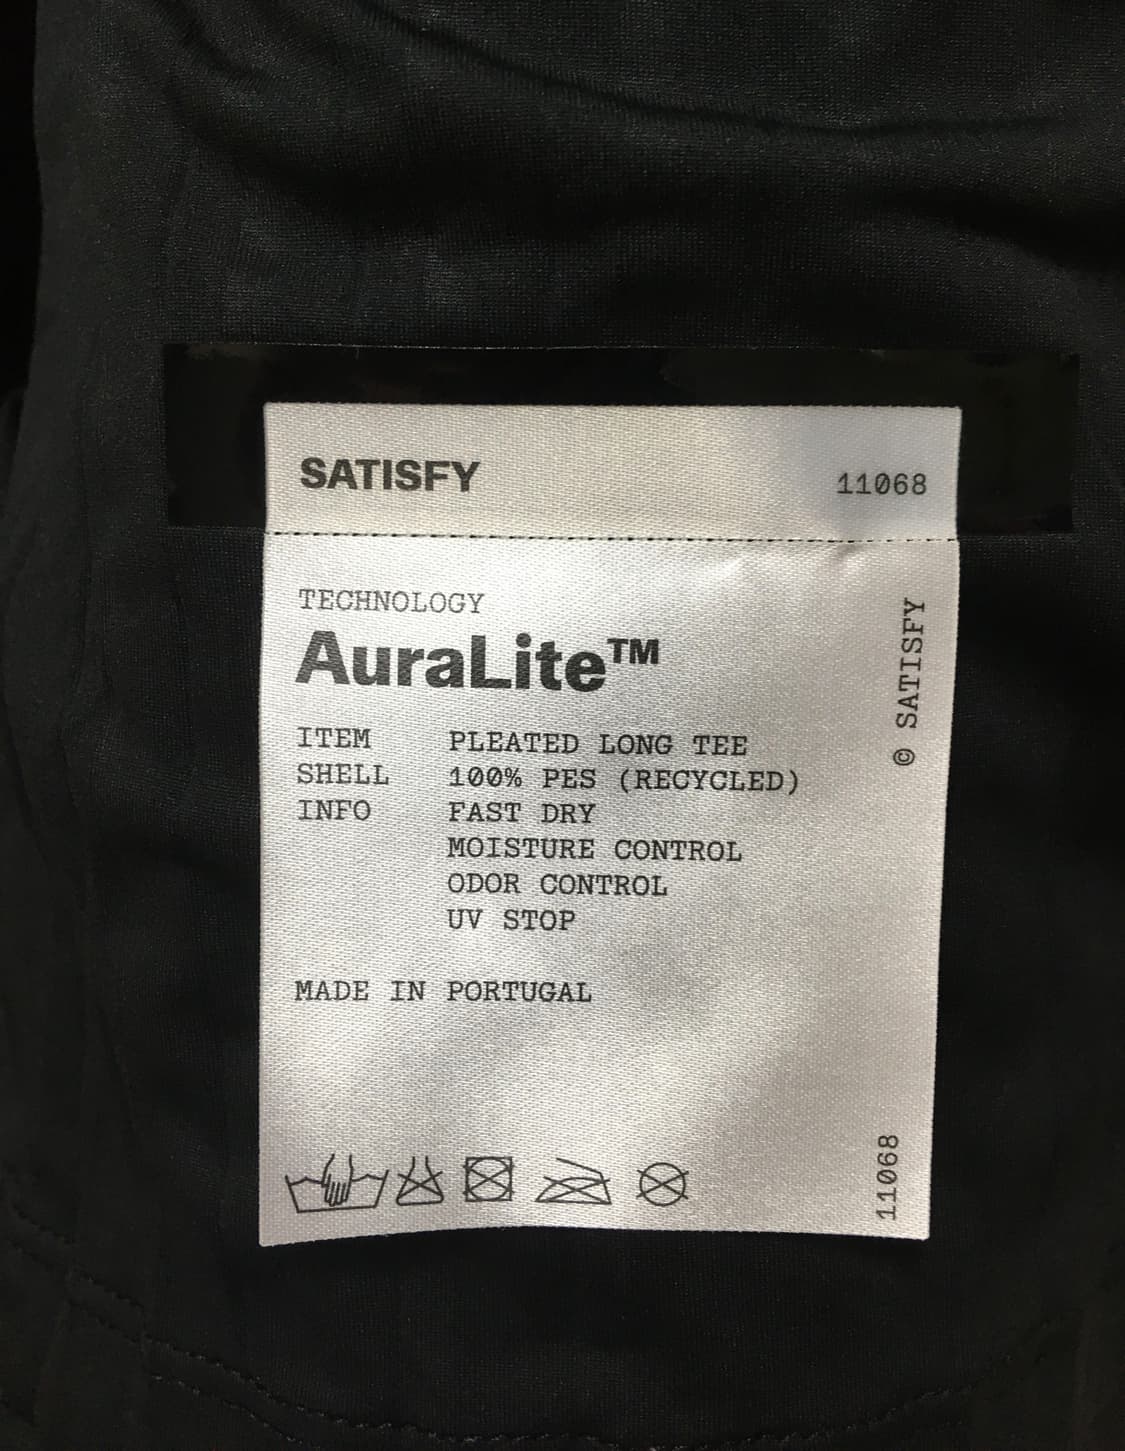 SATISFY
11068
TECHNOLOGY
AuraLite™
ITEM PLEATED LONG TEE
SHELL 100% PES (RECYCLED)
INFO FAST DRY
MOISTURE CONTROL
ODOR CONTROL
UV STOP
MADE IN PORTUGAL
© SATISFY
11068